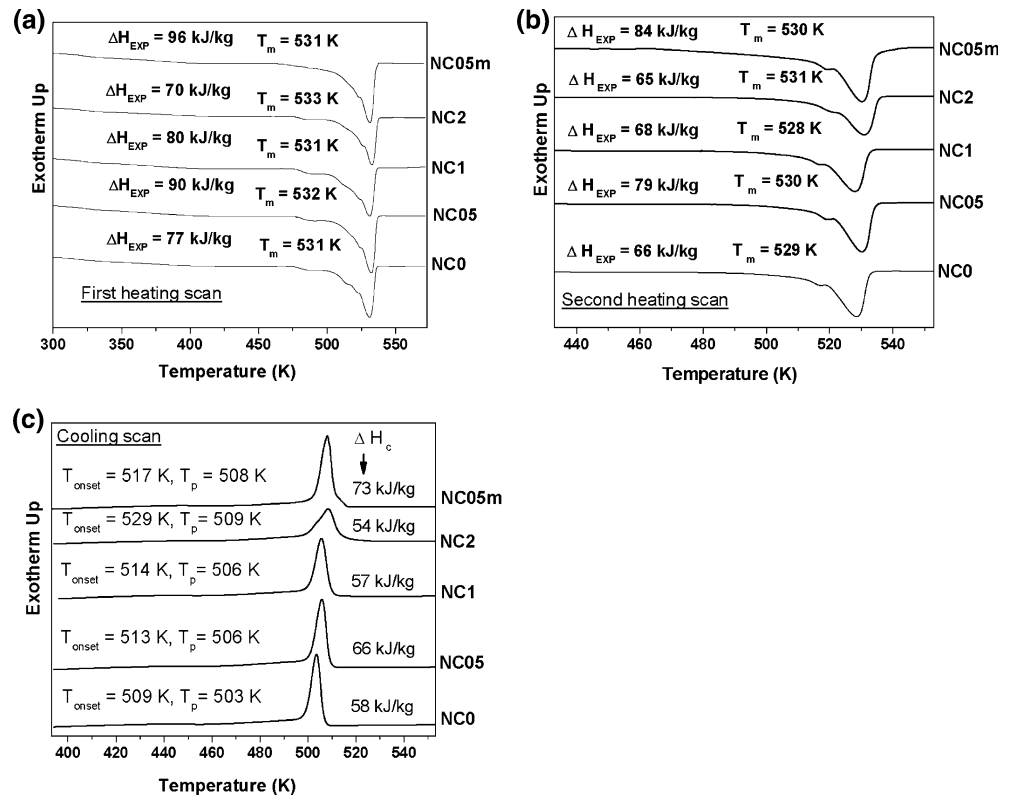 (a)
ΔH_EXP = 96 kJ/kg T_m = 531 K
NC05m
ΔH_EXP = 70 kJ/kg T_m = 533 K
NC2
ΔH_EXP = 80 kJ/kg T_m = 531 K
NC1
ΔH_EXP = 90 kJ/kg T_m = 532 K
NC05
ΔH_EXP = 77 kJ/kg T_m = 531 K
NC0
First heating scan
Exotherm Up
300 350 400 450 500 550
Temperature (K)
(b)
Δ H_EXP = 84 kJ/kg T_m = 530 K
NC05m
Δ H_EXP = 65 kJ/kg T_m = 531 K
NC2
Δ H_EXP = 68 kJ/kg T_m = 528 K
NC1
Δ H_EXP = 79 kJ/kg T_m = 530 K
NC05
Δ H_EXP = 66 kJ/kg T_m = 529 K
NC0
Second heating scan
Exotherm Up
440 460 480 500 520 540
Temperature (K)
(c)
Cooling scan
Δ H_c
T_onset = 517 K, T_p = 508 K
73 kJ/kg
NC05m
T_onset = 529 K, T_p= 509 K
54 kJ/kg
NC2
T_onset = 514 K, T_p= 506 K
57 kJ/kg
NC1
T_onset = 513 K, T_p= 506 K
66 kJ/kg
NC05
T_onset = 509 K, T_p= 503 K
58 kJ/kg
NC0
Exotherm Up
400 420 440 460 480 500 520 540
Temperature (K)